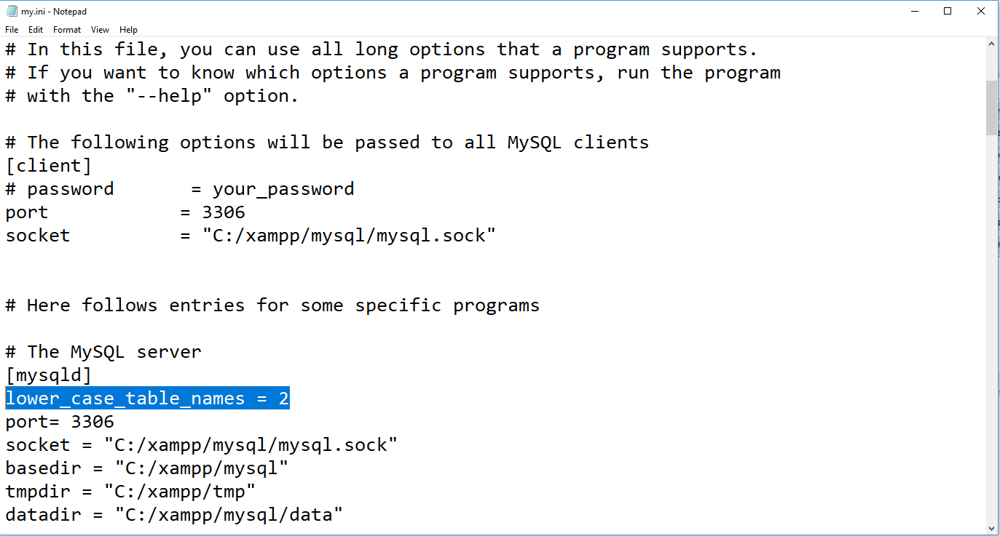 my.ini - Notepad
File Edit Format View Help
# In this file, you can use all long options that a program supports.
# If you want to know which options a program supports, run the program
# with the "--help" option.
# The following options will be passed to all MySQL clients
[client]
# password       = your_password
port            = 3306
socket          = "C:/xampp/mysql/mysql.sock"
# Here follows entries for some specific programs
# The MySQL server
[mysqld]
lower_case_table_names = 2
port= 3306
socket = "C:/xampp/mysql/mysql.sock"
basedir = "C:/xampp/mysql"
tmpdir = "C:/xampp/tmp"
datadir = "C:/xampp/mysql/data"